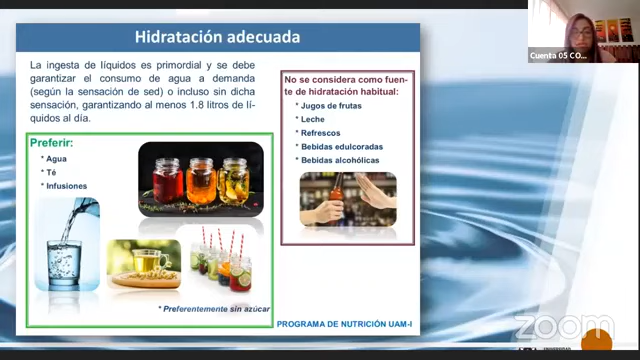 Hidratación adecuada
La ingesta de líquidos es primordial y se debe
garantizar el consumo de agua a demanda
(según la sensación de sed) o incluso sin dicha
sensación, garantizando al menos 1.8 litros de lí-
quidos al día.
Preferir:
* Agua
* Té
* Infusiones
* Preferentemente sin azúcar
No se considera como fuen-
te de hidratación habitual:
* Jugos de frutas
* Leche
* Refrescos
* Bebidas edulcoradas
* Bebidas alcohólicas
PROGRAMA DE NUTRICIÓN UAM-I
Cuenta 05 CO...
zoom